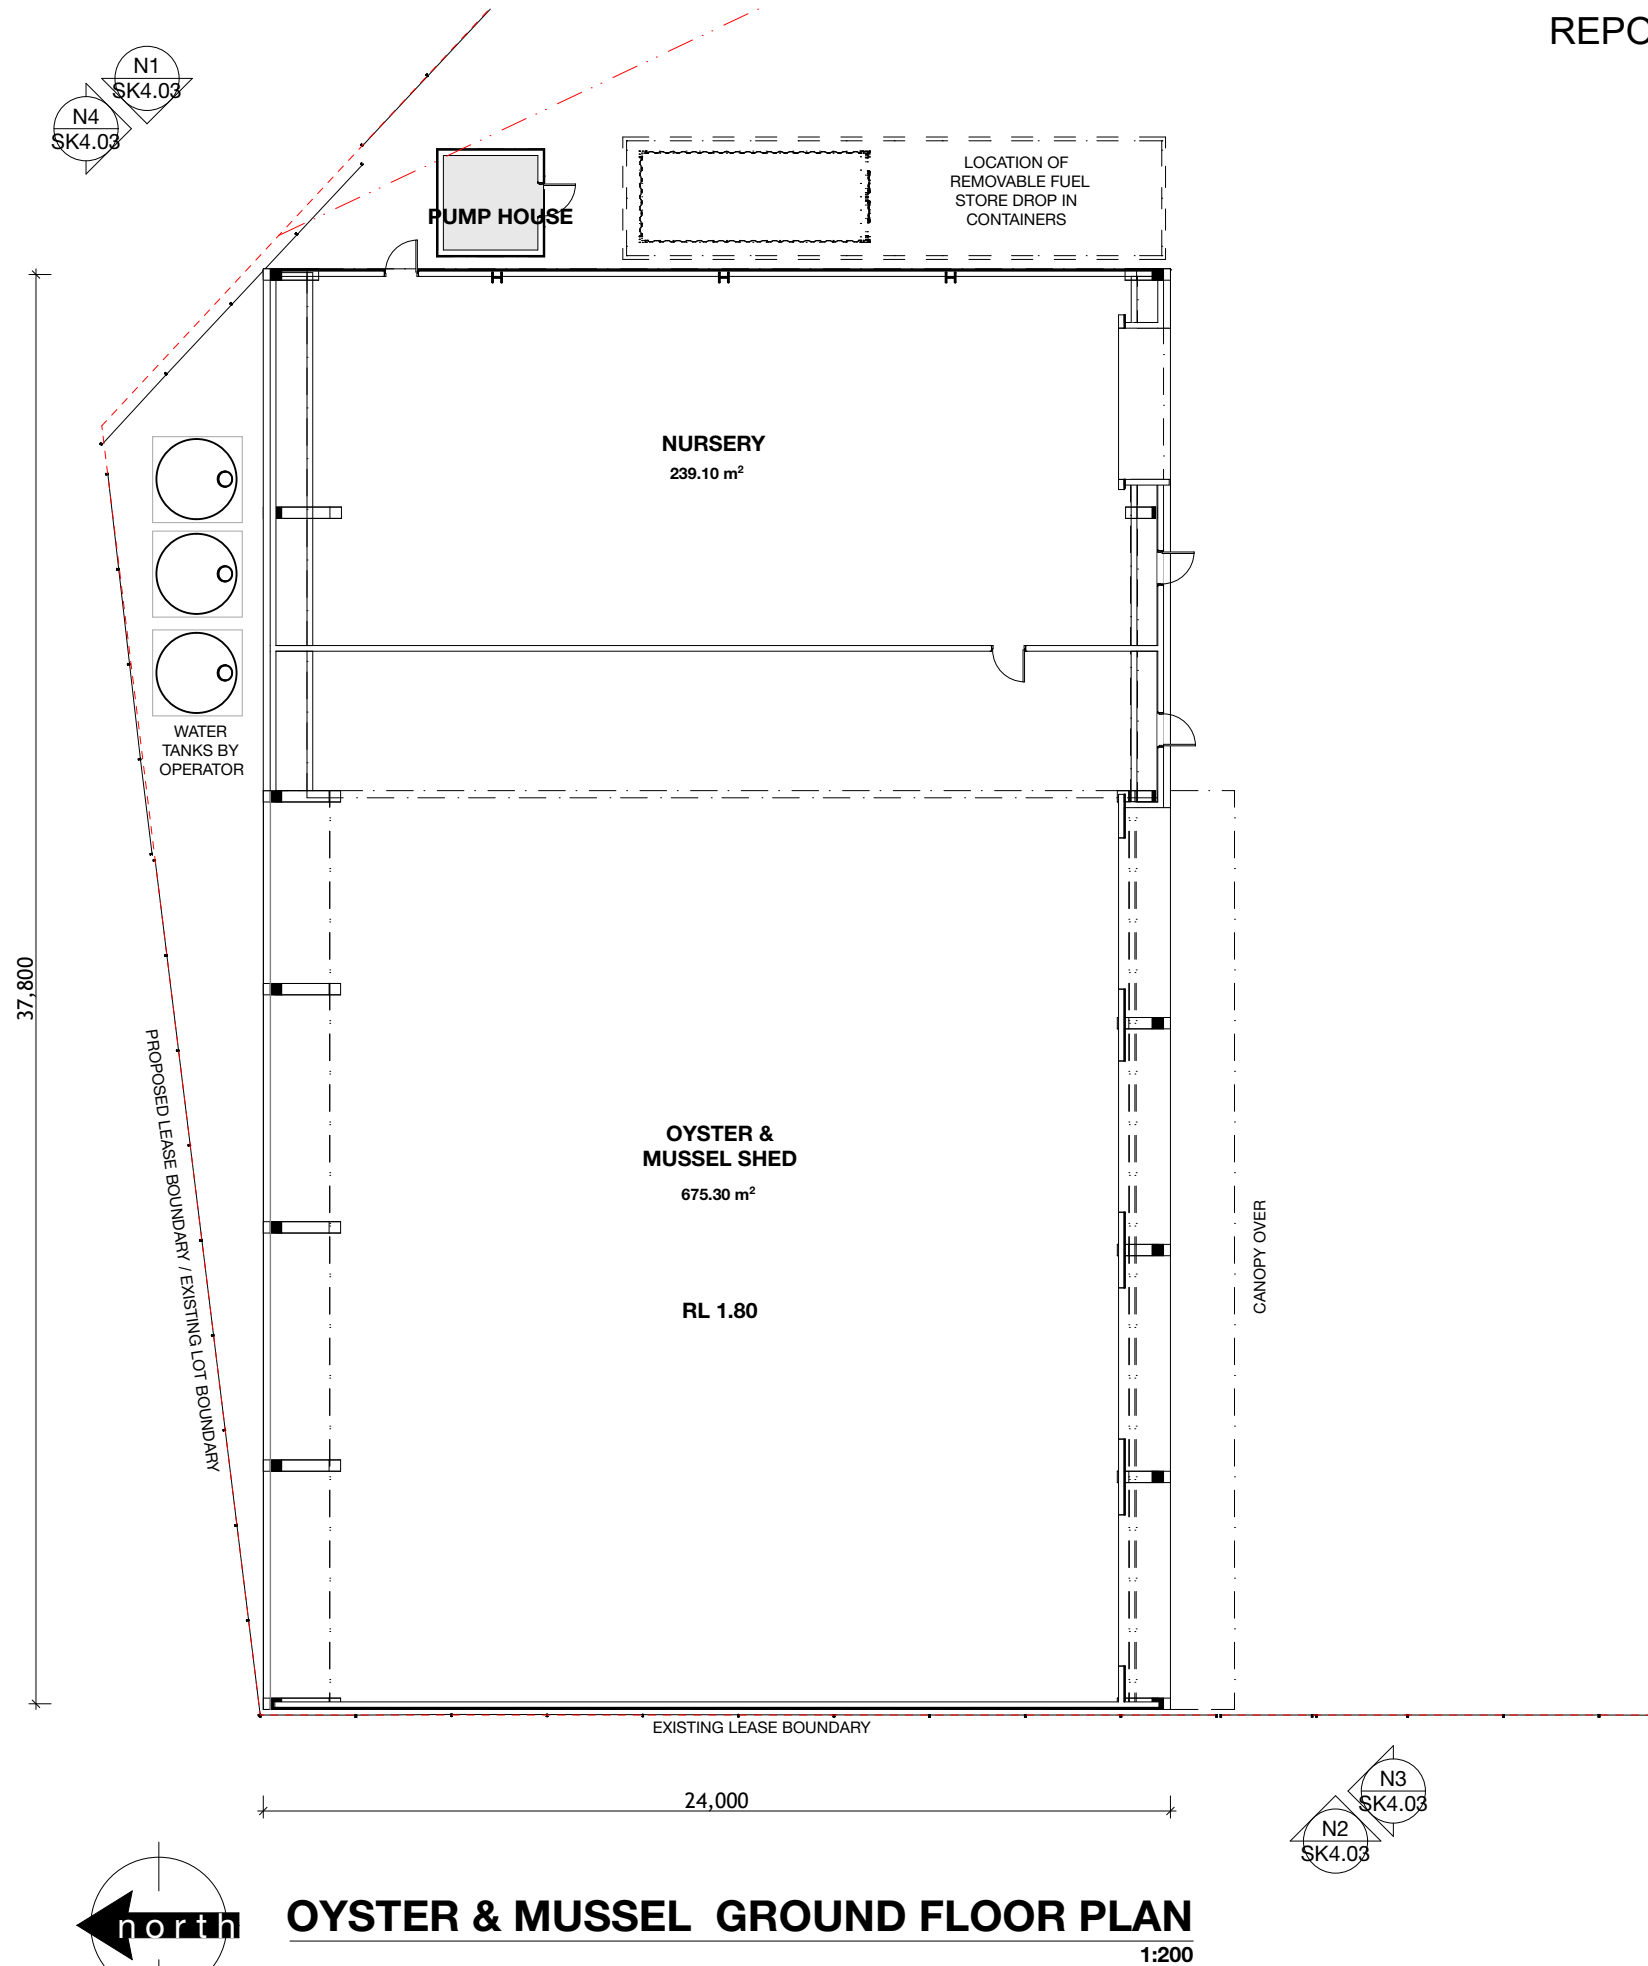 REPO
N1
SK4.03
N4
SK4.03
LOCATION OF
REMOVABLE FUEL
STORE DROP IN
CONTAINERS
PUMP HOUSE
NURSERY
239.10 m²
WATER
TANKS BY
OPERATOR
37,800
PROPOSED LEASE BOUNDARY / EXISTING LOT BOUNDARY
OYSTER &
MUSSEL SHED
675.30 m²
RL 1.80
CANOPY OVER
EXISTING LEASE BOUNDARY
24,000
N3
SK4.03
N2
SK4.03
north
OYSTER & MUSSEL GROUND FLOOR PLAN
1:200